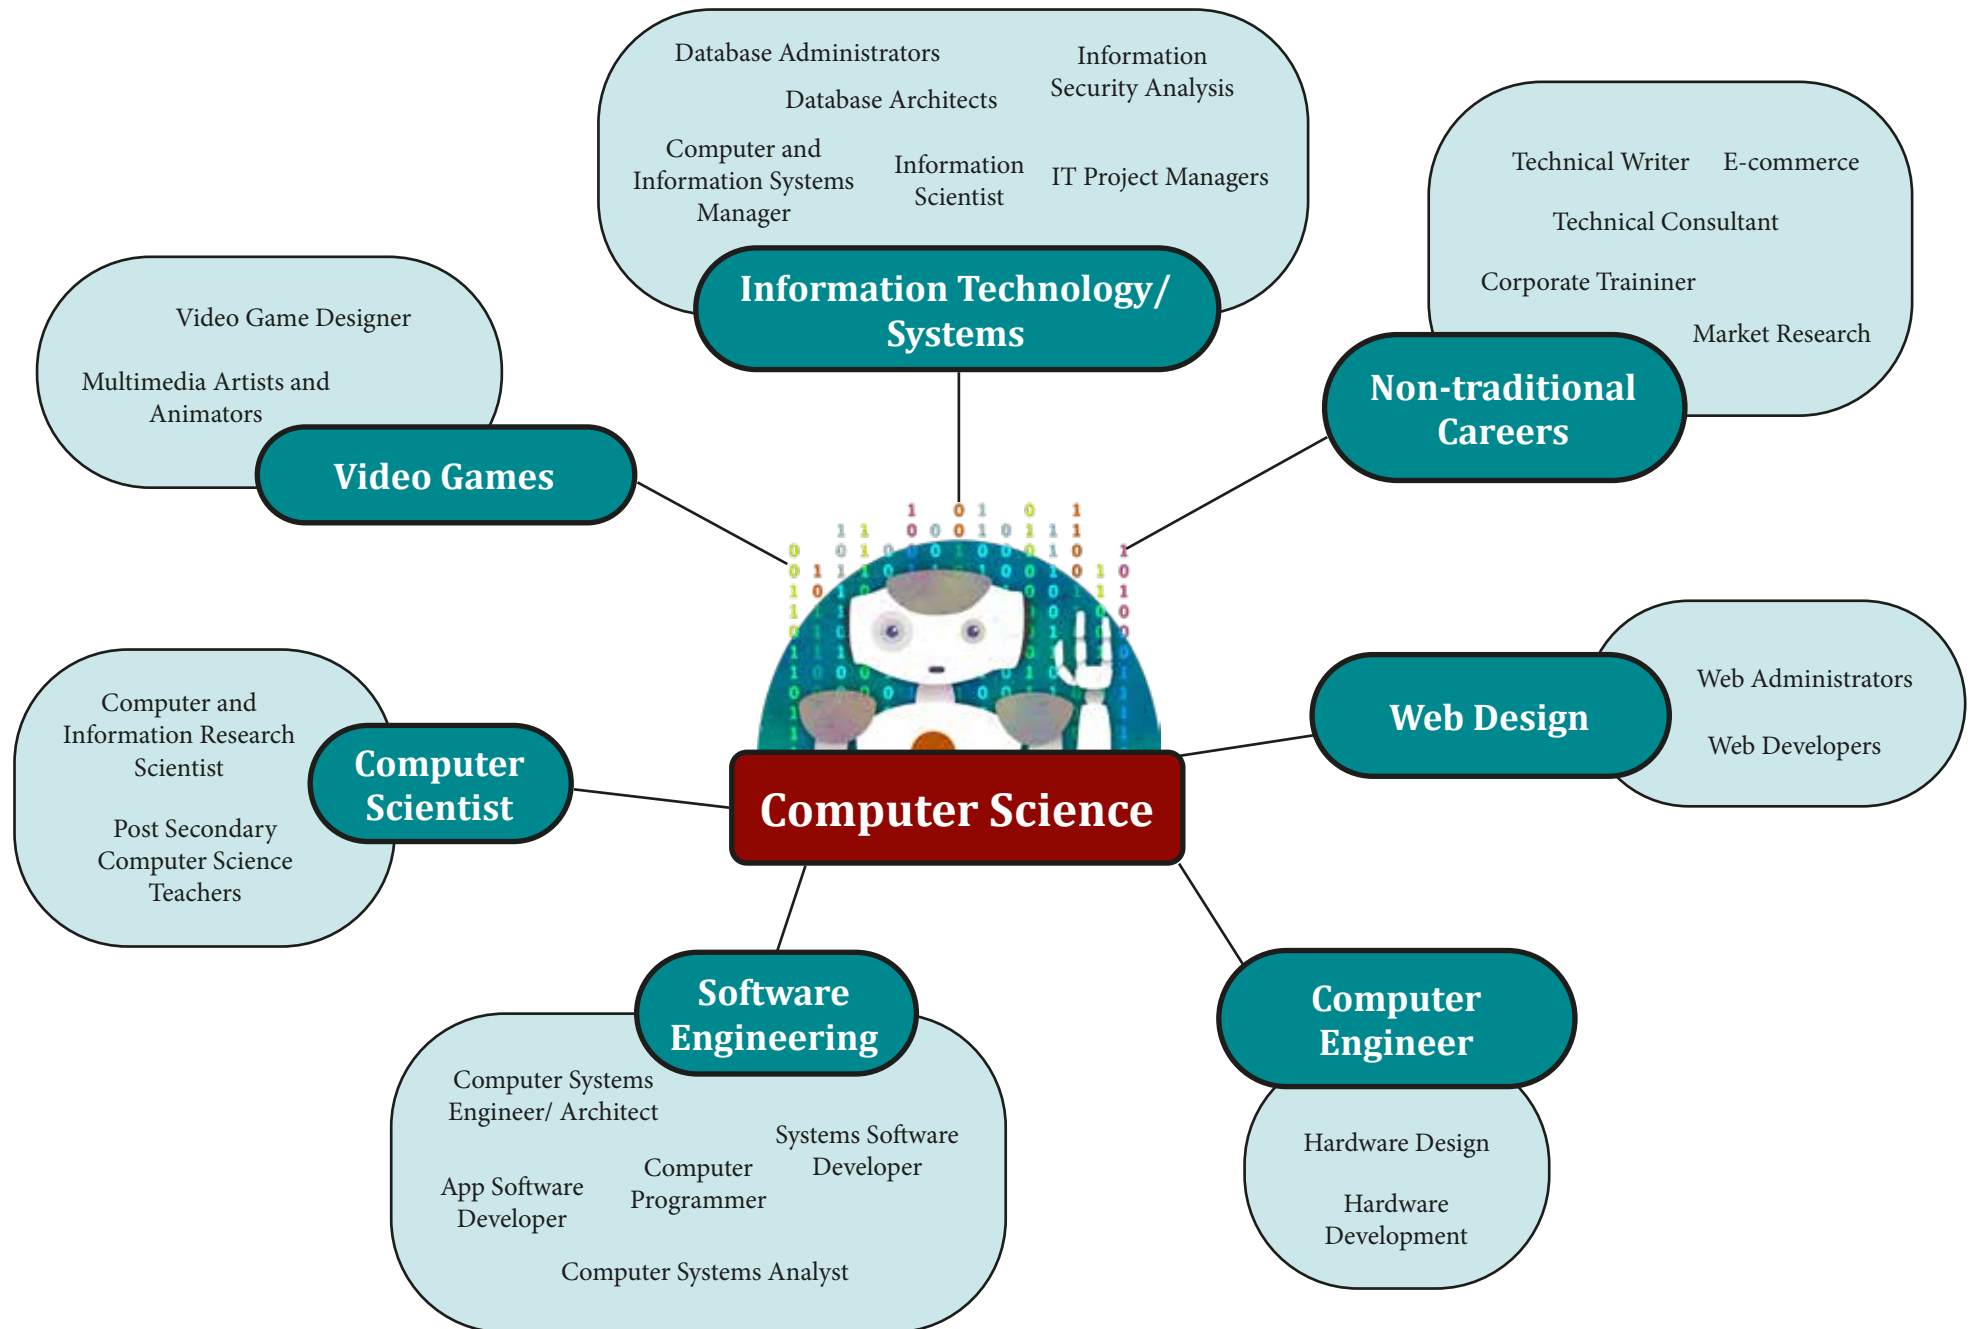 Database Administrators
Information
Security Analysis
Database Architects
Computer and
Information Systems
Manager
Information
Scientist
IT Project Managers
Information Technology/
Systems
Technical Writer
E-commerce
Technical Consultant
Corporate Traininer
Market Research
Non-traditional
Careers
Video Game Designer
Multimedia Artists and
Animators
Video Games
Web Design
Web Administrators
Web Developers
Computer and
Information Research
Scientist
Post Secondary
Computer Science
Teachers
Computer
Scientist
Computer Science
Software
Engineering
Computer Systems
Engineer/ Architect
Systems Software
Developer
Computer
Programmer
App Software
Developer
Computer Systems Analyst
Computer
Engineer
Hardware Design
Hardware
Development